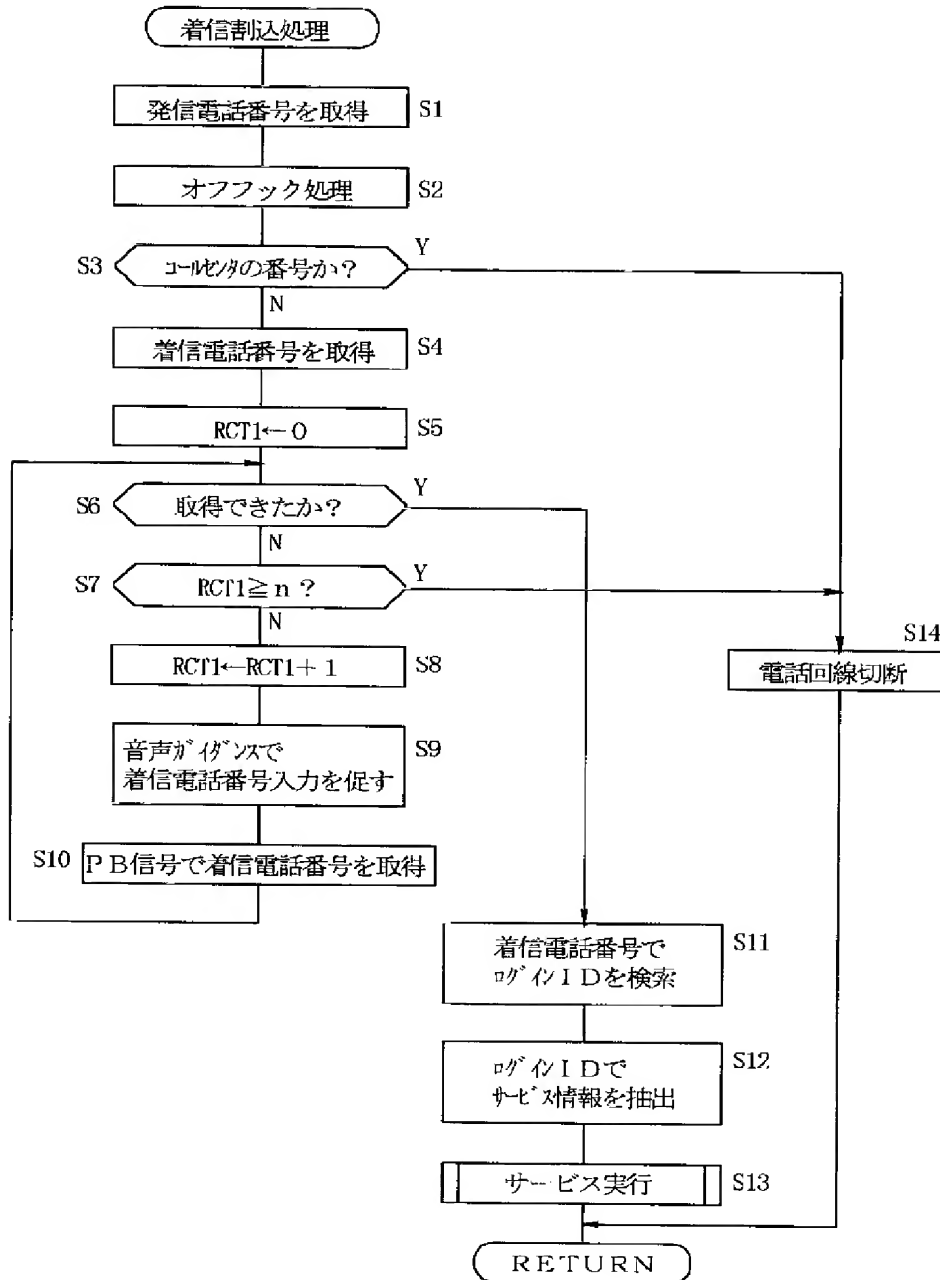 着信割込処理
発信電話番号を取得 S1
オフフック処理 S2
Y
S3 ｺｰﾙｾﾝﾀの番号か？
N
着信電話番号を取得 S4
RCT1←0 S5
Y
S6 取得できたか？
N
S7 RCT1≧n？ Y
N
S14
RCT1←RCT1＋1 S8
電話回線切断
音声ｶﾞｲﾀﾞﾝｽで S9
着信電話番号入力を促す
S10 ＰＢ信号で着信電話番号を取得
着信電話番号で S11
ﾛｸﾞｲﾝＩＤを検索
ﾛｸﾞｲﾝＩＤで S12
ｻｰﾋﾞｽ情報を抽出
サービス実行 S13
ＲＥＴＵＲＮ